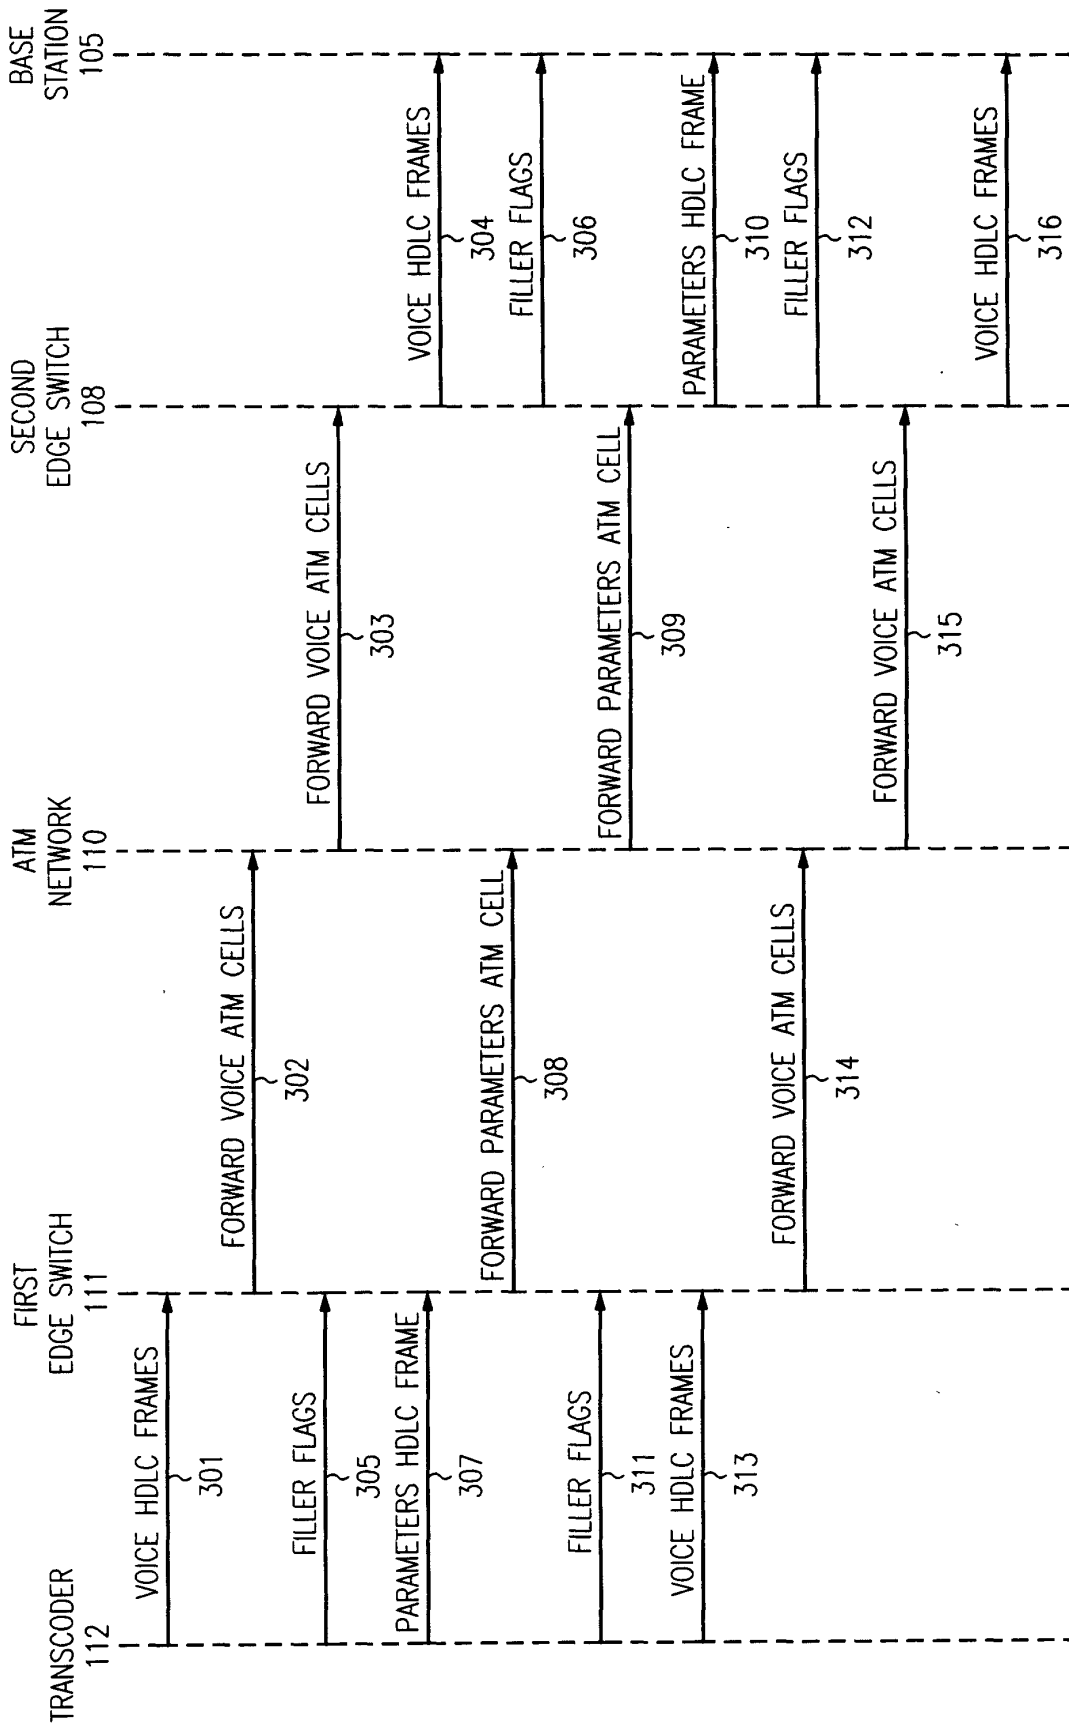 TRANSCODER
112
FIRST
EDGE SWITCH
111
ATM
NETWORK
110
SECOND
EDGE SWITCH
108
BASE
STATION
105
VOICE HDLC FRAMES
301
FORWARD VOICE ATM CELLS
302
FORWARD VOICE ATM CELLS
303
VOICE HDLC FRAMES
304
FILLER FLAGS
305
FILLER FLAGS
306
PARAMETERS HDLC FRAME
307
FORWARD PARAMETERS ATM CELL
308
FORWARD PARAMETERS ATM CELL
309
PARAMETERS HDLC FRAME
310
FILLER FLAGS
311
FILLER FLAGS
312
VOICE HDLC FRAMES
313
FORWARD VOICE ATM CELLS
314
FORWARD VOICE ATM CELLS
315
VOICE HDLC FRAMES
316